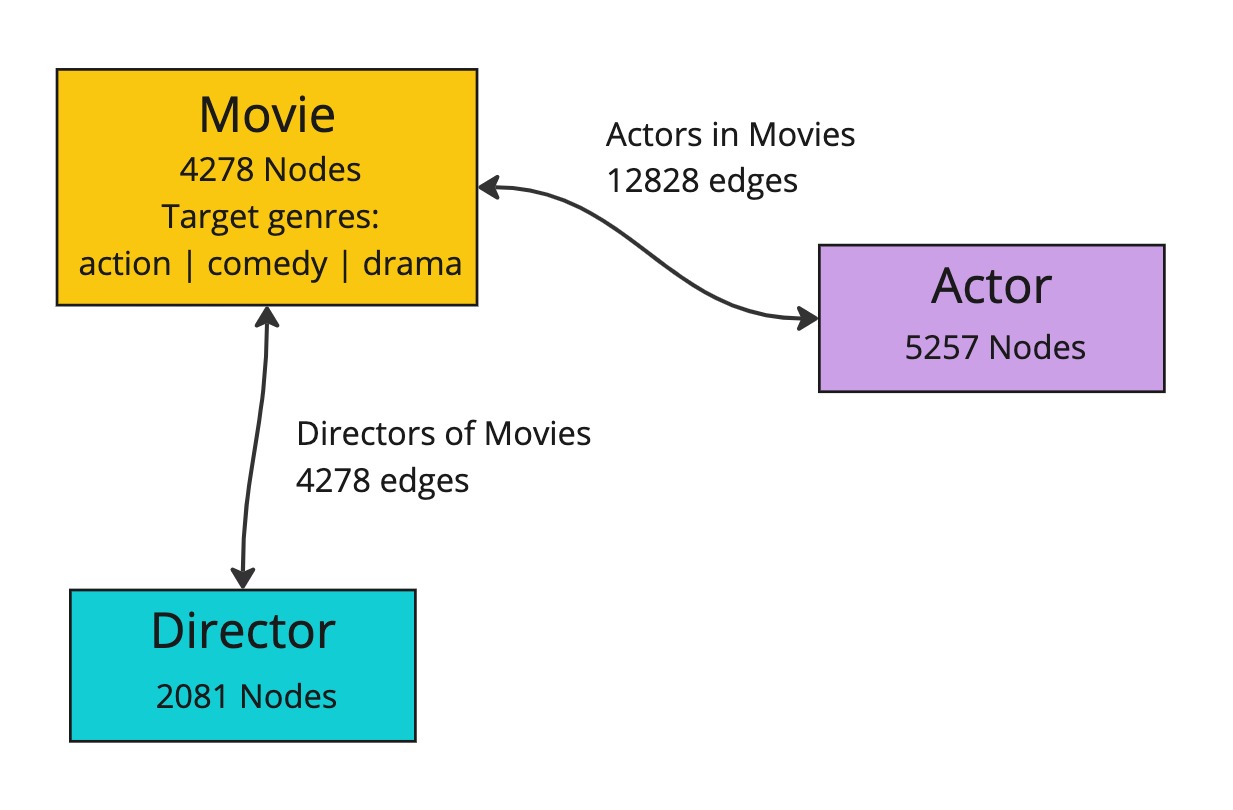 Movie
4278 Nodes
Target genres:
action | comedy | drama
Actors in Movies
12828 edges
Actor
5257 Nodes
Directors of Movies
4278 edges
Director
2081 Nodes